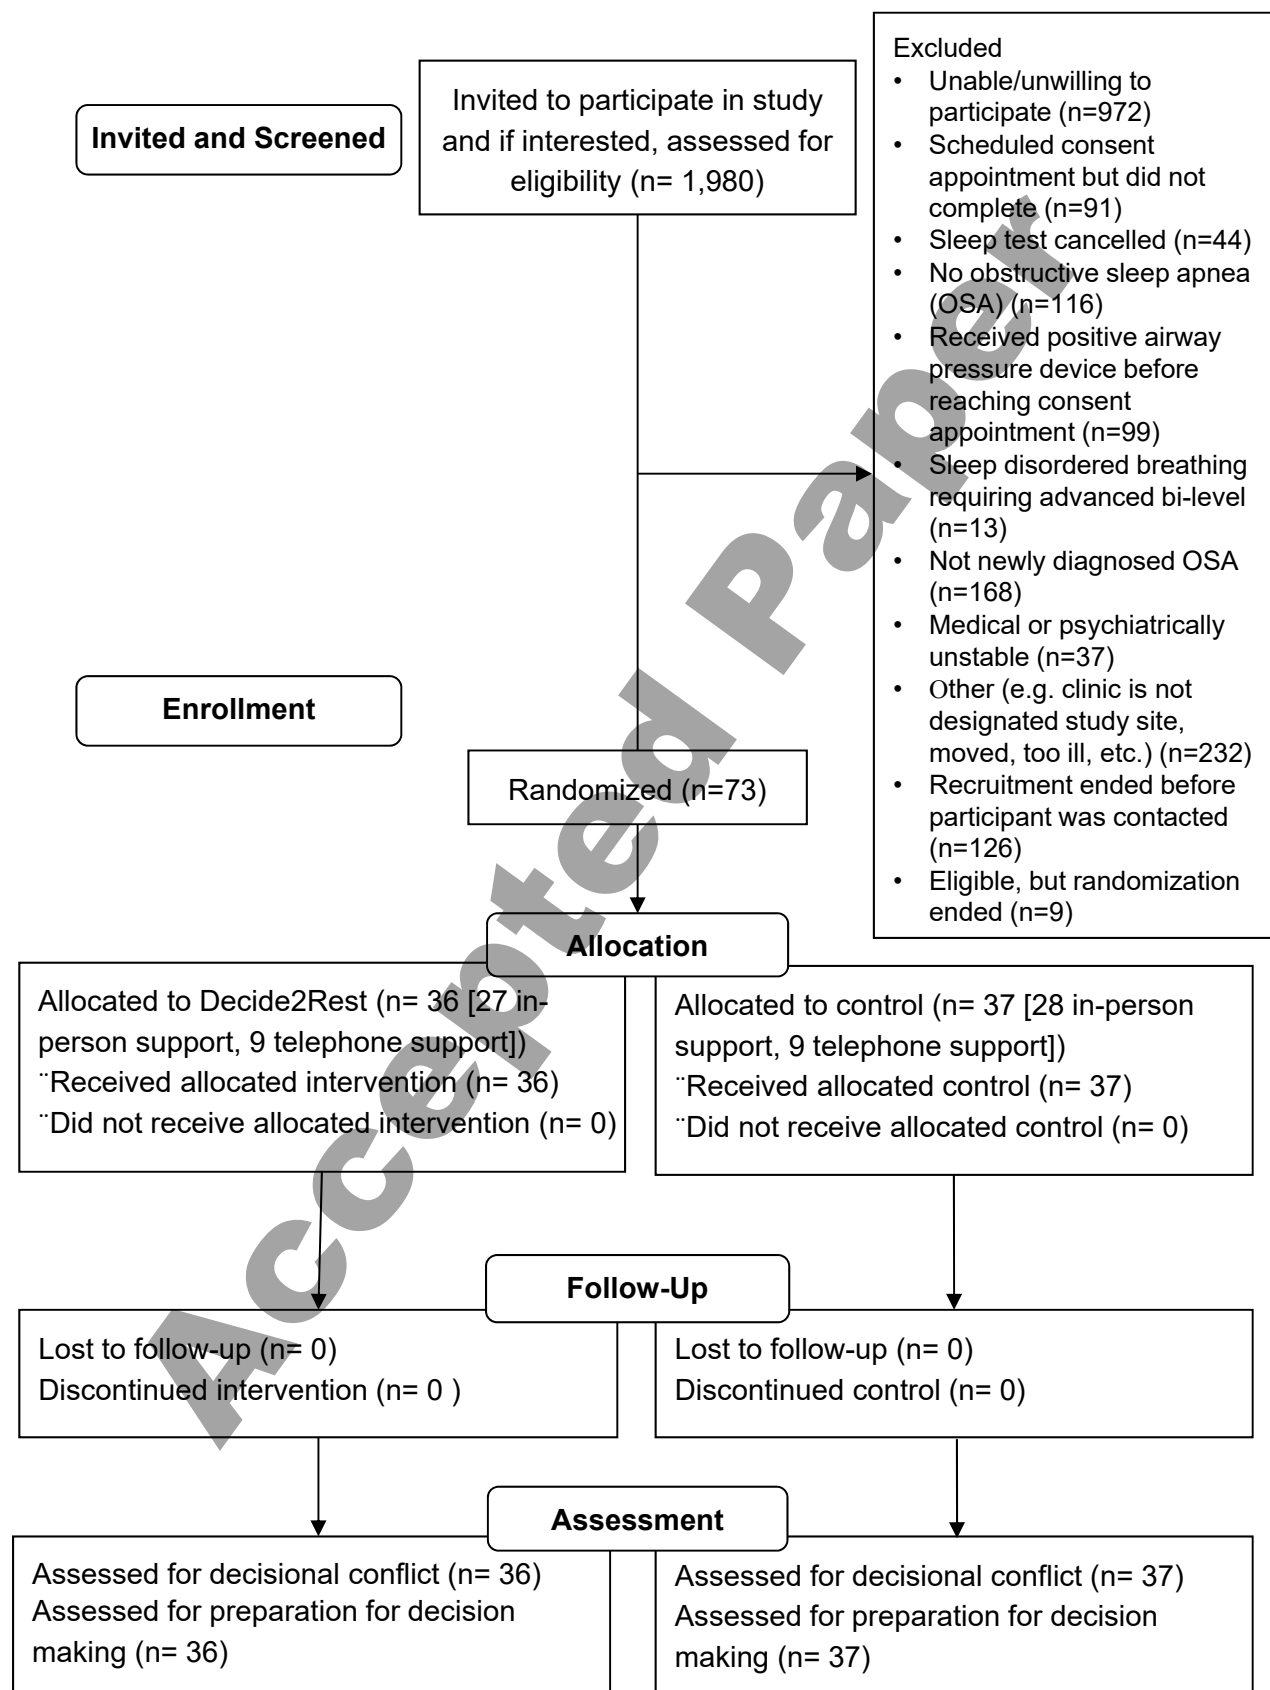 Invited and Screened
Invited to participate in study
and if interested, assessed for
eligibility (n= 1,980)
Excluded
• Unable/unwilling to
participate (n=972)
• Scheduled consent
appointment but did not
complete (n=91)
• Sleep test cancelled (n=44)
• No obstructive sleep apnea
(OSA) (n=116)
• Received positive airway
pressure device before
reaching consent
appointment (n=99)
• Sleep disordered breathing
requiring advanced bi-level
(n=13)
• Not newly diagnosed OSA
(n=168)
• Medical or psychiatrically
unstable (n=37)
• Other (e.g. clinic is not
designated study site,
moved, too ill, etc.) (n=232)
• Recruitment ended before
participant was contacted
(n=126)
• Eligible, but randomization
ended (n=9)
Enrollment
Randomized (n=73)
Allocation
Allocated to Decide2Rest (n= 36 [27 in-
person support, 9 telephone support])
¨Received allocated intervention (n= 36)
¨Did not receive allocated intervention (n= 0)
Allocated to control (n= 37 [28 in-person
support, 9 telephone support])
¨Received allocated control (n= 37)
¨Did not receive allocated control (n= 0)
Follow-Up
Lost to follow-up (n= 0)
Discontinued intervention (n= 0 )
Lost to follow-up (n= 0)
Discontinued control (n= 0)
Assessment
Assessed for decisional conflict (n= 36)
Assessed for preparation for decision
making (n= 36)
Assessed for decisional conflict (n= 37)
Assessed for preparation for decision
making (n= 37)
Accepted Paper